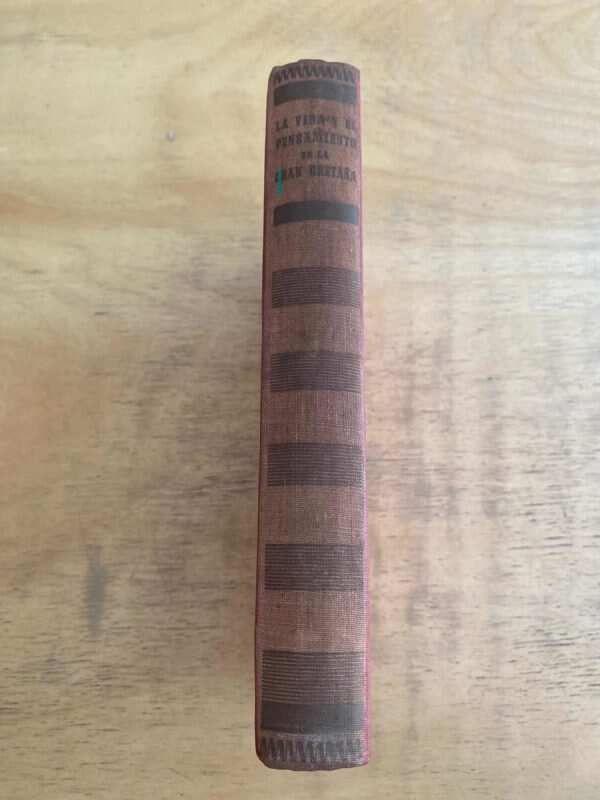 LA VIDA Y EL
PENSAMIENTO
EN LA
GRAN BRETAÑA